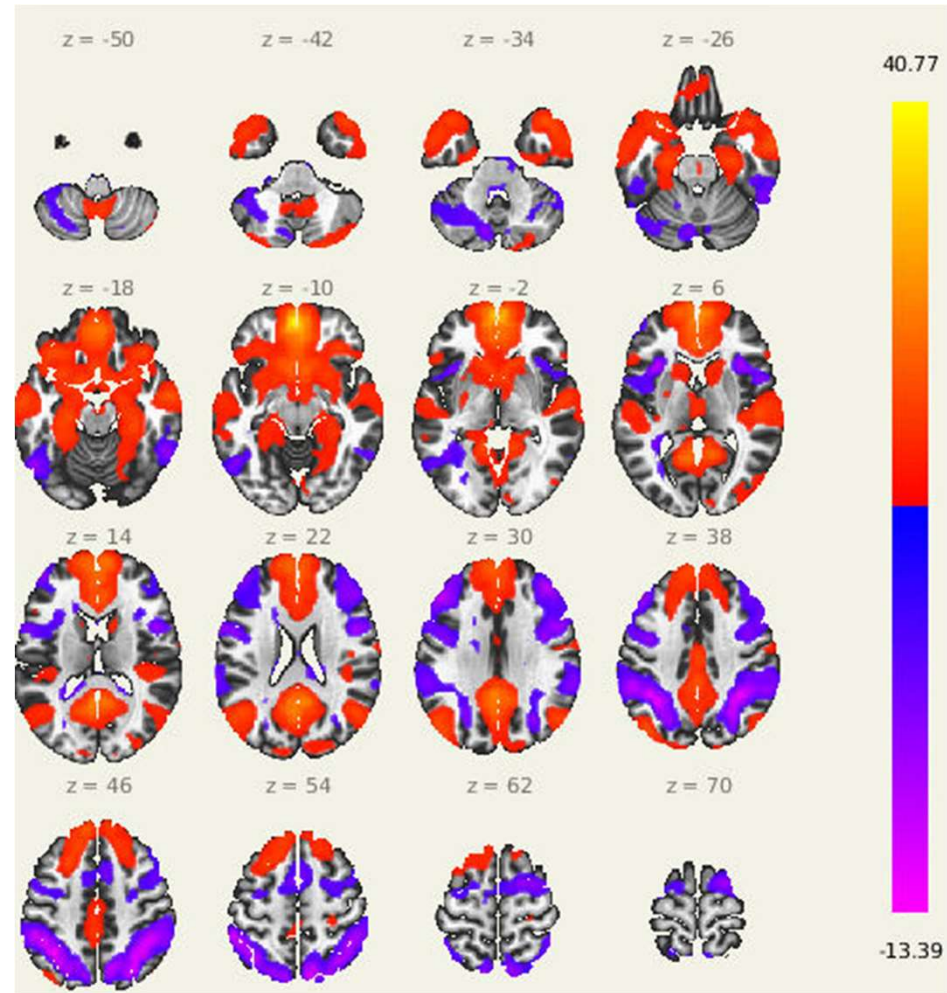 z = -50 z = -42 z = -34 z = -26
40.77
z = -18 z = -10 z = -2 z = 6
z = 14 z = 22 z = 30 z = 38
z = 46 z = 54 z = 62 z = 70
-13.39